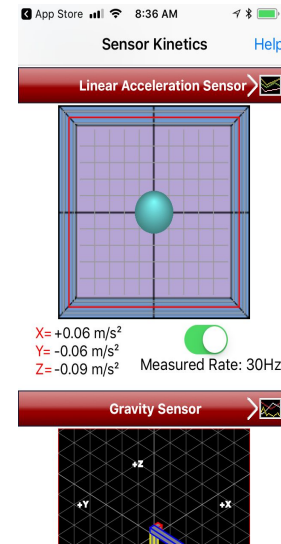 App Store 8:36 AM
Sensor Kinetics Help
Linear Acceleration Sensor
X= +0.06 m/s²
Y= -0.06 m/s²
Z= -0.09 m/s²
Measured Rate: 30Hz
Gravity Sensor
+Z
+Y +X